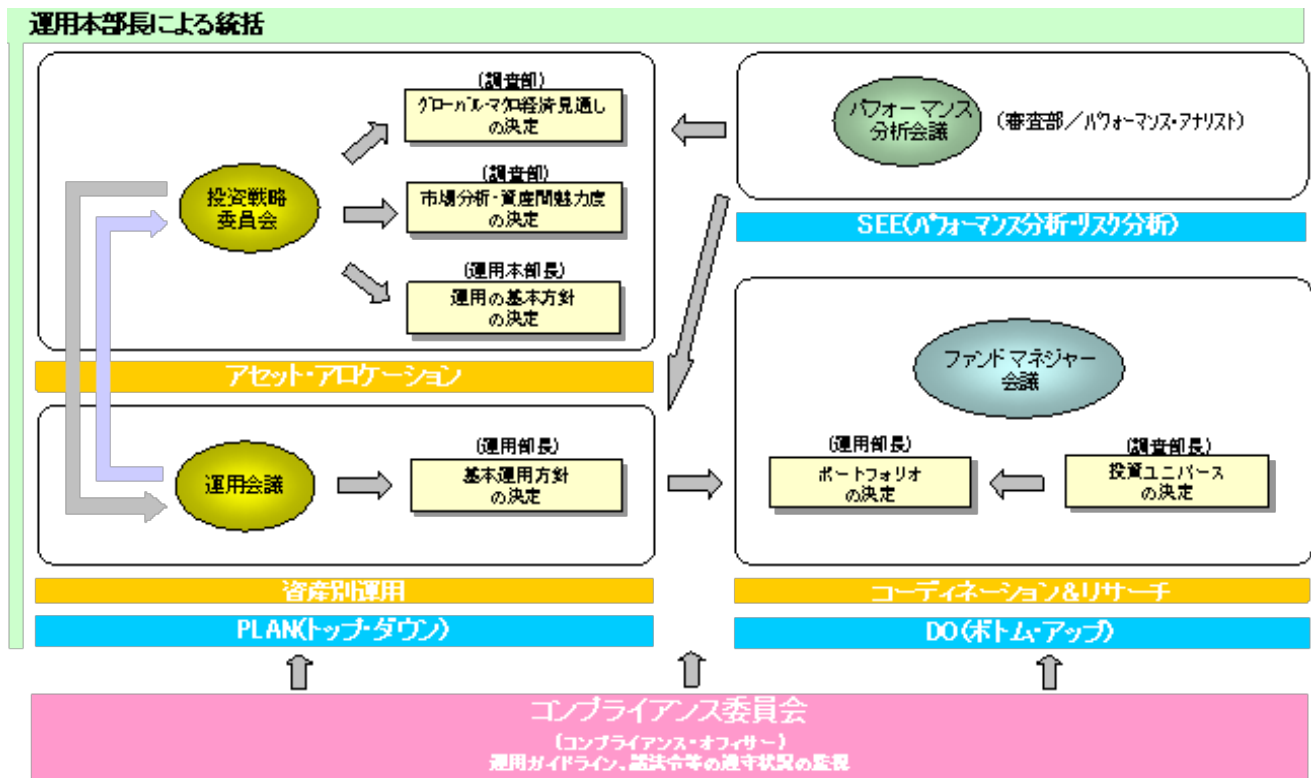 運用本部長による統括
(調査部)
グローバル・マクロ経済見通し
の決定
投資戦略
委員会
(調査部)
市場分析・資産間魅力度
の決定
(運用本部長)
運用の基本方針
の決定
アセット・アロケーション
パフォーマンス
分析会議
(審査部／パフォーマンス・アナリスト)
SEE(パフォーマンス分析・リスク分析)
運用会議
(運用部長)
基本運用方針
の決定
資産別運用
PLAN(トップ・ダウン)
ファンドマネジャー
会議
(運用部長)
ポートフォリオ
の決定
(調査部長)
投資ユニバース
の決定
コーディネーション&リサーチ
DO(ボトム・アップ)
コンプライアンス委員会
(コンプライアンス・オフィサー)
運用ガイドライン、諸法令等の遵守状況の監視